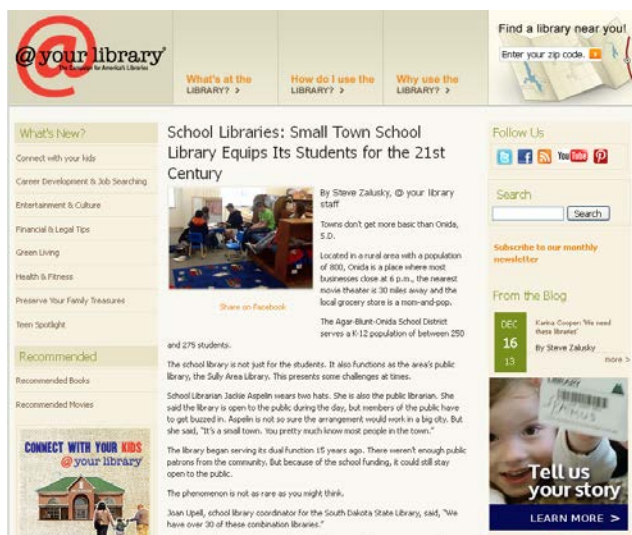 @ your library®
The Campaign for America's Libraries
What's at the
LIBRARY? >
How do I use the
LIBRARY? >
Why use the
LIBRARY? >
Find a library near you!
Enter your zip code.
What's New?
Connect with your kids
Career Development & Job Searching
Entertainment & Culture
Financial & Legal Tips
Green Living
Health & Fitness
Preserve Your Family Treasures
Teen Spotlight
Recommended
Recommended Books
Recommended Movies
CONNECT WITH YOUR KIDS
@ your library®
School Libraries: Small Town School
Library Equips Its Students for the 21st
Century
By Steve Zalusky, @ your library
staff
Towns don't get more basic than Onida,
S.D.
Located in a rural area with a population
of 800, Onida is a place where most
businesses close at 6 p.m., the nearest
movie theater is 30 miles away and the
local grocery store is a mom-and-pop.
Share on Facebook
The Agar-Blunt-Onida School District
serves a K-12 population of between 250
and 275 students.
The school library is not just for the students. It also functions as the area's public
library, the Sully Area Library. This presents some challenges at times.
School Librarian Jackie Aspelin wears two hats. She is also the public librarian. She
said the library is open to the public during the day, but members of the public have
to get buzzed in. Aspelin is not so sure the arrangement would work in a big city. But
she said, "It's a small town. You pretty much know most people in the town."
The library began serving its dual function 15 years ago. There weren't enough public
patrons from the community. But because of the school funding, it could still stay
open to the public.
The phenomenon is not as rare as you might think.
Joan Upell, school library coordinator for the South Dakota State Library, said, "We
have over 30 of these combination libraries."
Follow Us
You Tube
Search
Search
Subscribe to our monthly
newsletter
From the Blog
DEC
16
13
Karina Cooper: 'We need
these libraries'
By Steve Zalusky
more >
LIBRARY
Tell us
your story
LEARN MORE >